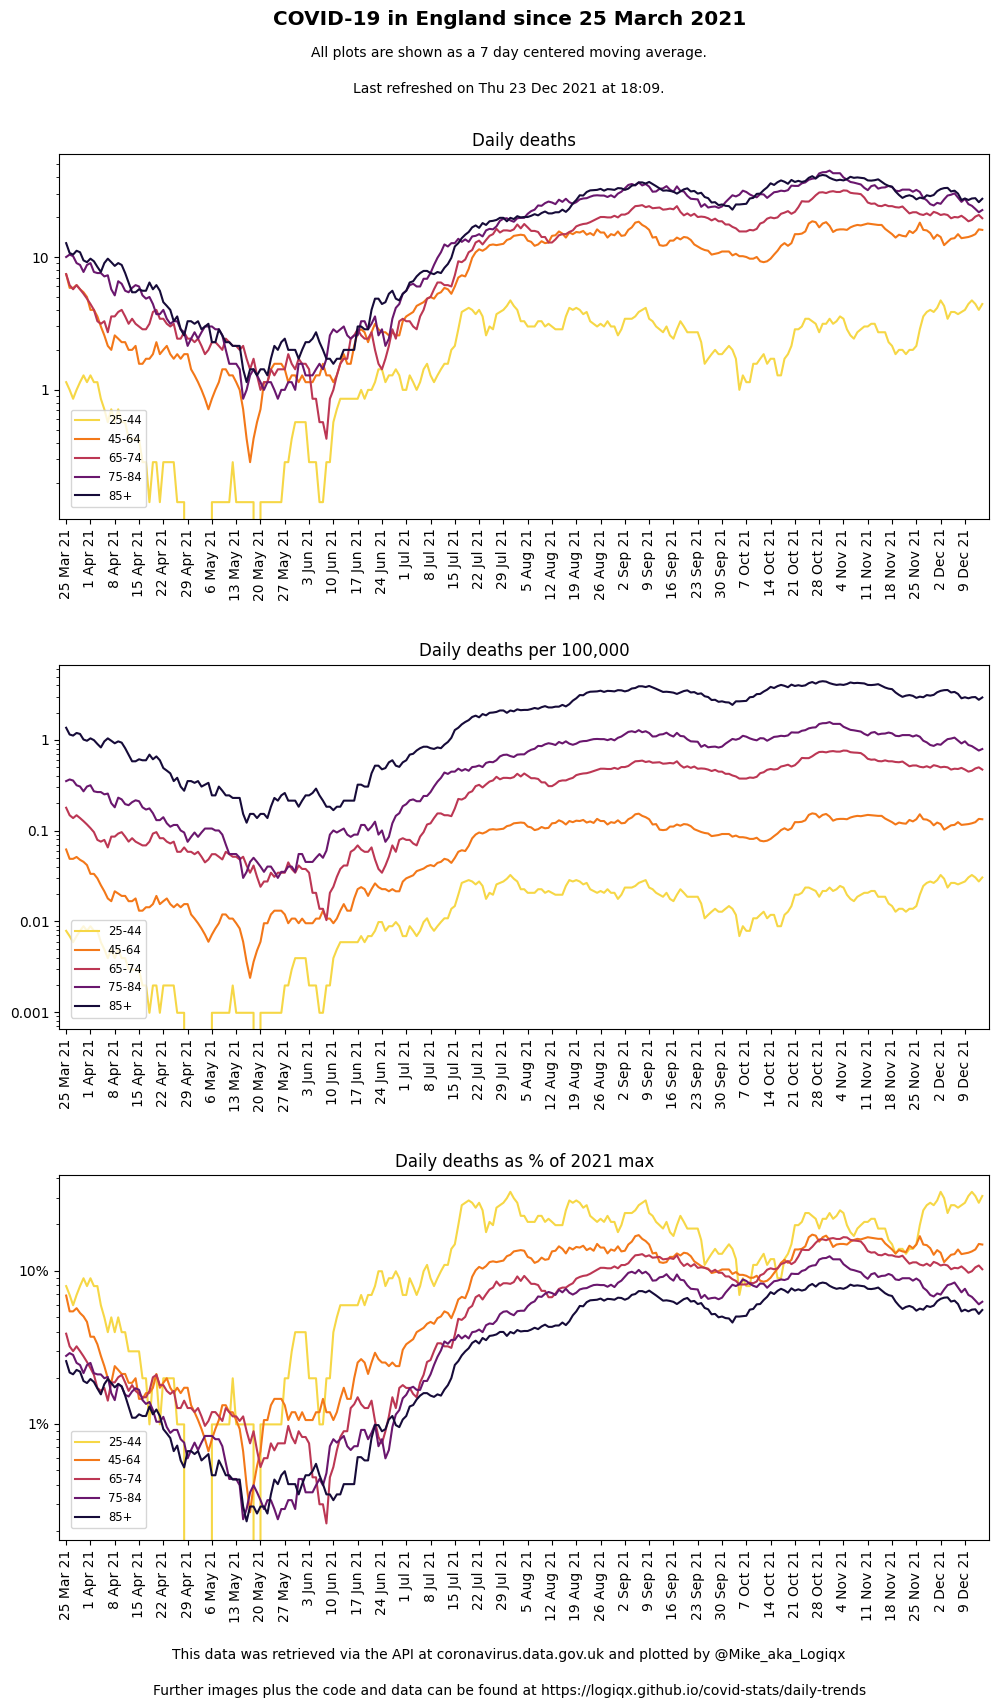 COVID-19 in England since 25 March 2021
All plots are shown as a 7 day centered moving average.
Last refreshed on Thu 23 Dec 2021 at 18:09.
Daily deaths
10
1
25-44
45-64
65-74
75-84
85+
25 Mar 21
1 Apr 21
8 Apr 21
15 Apr 21
22 Apr 21
29 Apr 21
6 May 21
13 May 21
20 May 21
27 May 21
3 Jun 21
10 Jun 21
17 Jun 21
24 Jun 21
1 Jul 21
8 Jul 21
15 Jul 21
22 Jul 21
29 Jul 21
5 Aug 21
12 Aug 21
19 Aug 21
26 Aug 21
2 Sep 21
9 Sep 21
16 Sep 21
23 Sep 21
30 Sep 21
7 Oct 21
14 Oct 21
21 Oct 21
28 Oct 21
4 Nov 21
11 Nov 21
18 Nov 21
25 Nov 21
2 Dec 21
9 Dec 21
Daily deaths per 100,000
1
0.1
0.01
0.001
25-44
45-64
65-74
75-84
85+
25 Mar 21
1 Apr 21
8 Apr 21
15 Apr 21
22 Apr 21
29 Apr 21
6 May 21
13 May 21
20 May 21
27 May 21
3 Jun 21
10 Jun 21
17 Jun 21
24 Jun 21
1 Jul 21
8 Jul 21
15 Jul 21
22 Jul 21
29 Jul 21
5 Aug 21
12 Aug 21
19 Aug 21
26 Aug 21
2 Sep 21
9 Sep 21
16 Sep 21
23 Sep 21
30 Sep 21
7 Oct 21
14 Oct 21
21 Oct 21
28 Oct 21
4 Nov 21
11 Nov 21
18 Nov 21
25 Nov 21
2 Dec 21
9 Dec 21
Daily deaths as % of 2021 max
10%
1%
25-44
45-64
65-74
75-84
85+
25 Mar 21
1 Apr 21
8 Apr 21
15 Apr 21
22 Apr 21
29 Apr 21
6 May 21
13 May 21
20 May 21
27 May 21
3 Jun 21
10 Jun 21
17 Jun 21
24 Jun 21
1 Jul 21
8 Jul 21
15 Jul 21
22 Jul 21
29 Jul 21
5 Aug 21
12 Aug 21
19 Aug 21
26 Aug 21
2 Sep 21
9 Sep 21
16 Sep 21
23 Sep 21
30 Sep 21
7 Oct 21
14 Oct 21
21 Oct 21
28 Oct 21
4 Nov 21
11 Nov 21
18 Nov 21
25 Nov 21
2 Dec 21
9 Dec 21
This data was retrieved via the API at coronavirus.data.gov.uk and plotted by @Mike_aka_Logiqx
Further images plus the code and data can be found at https://logiqx.github.io/covid-stats/daily-trends